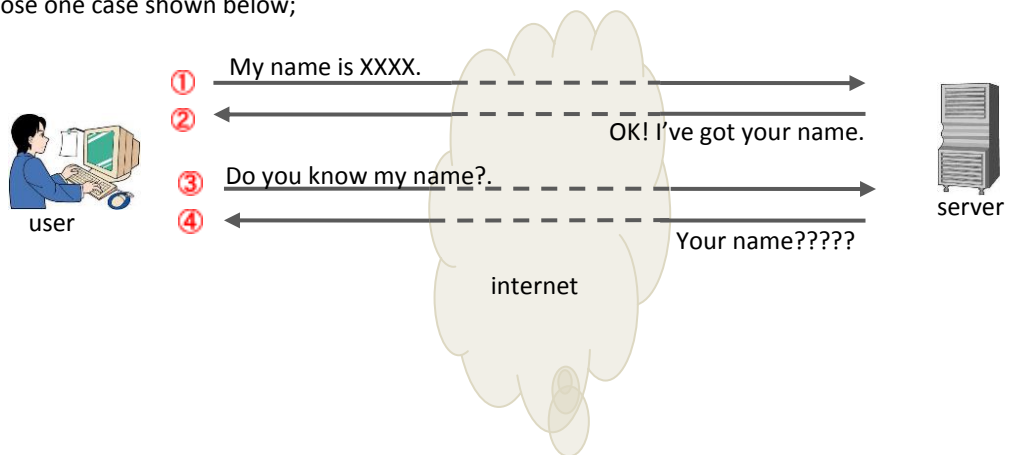 ose one case shown below;
① My name is XXXX.
② OK! I've got your name.
③ Do you know my name?.
④ Your name?????
user
server
internet